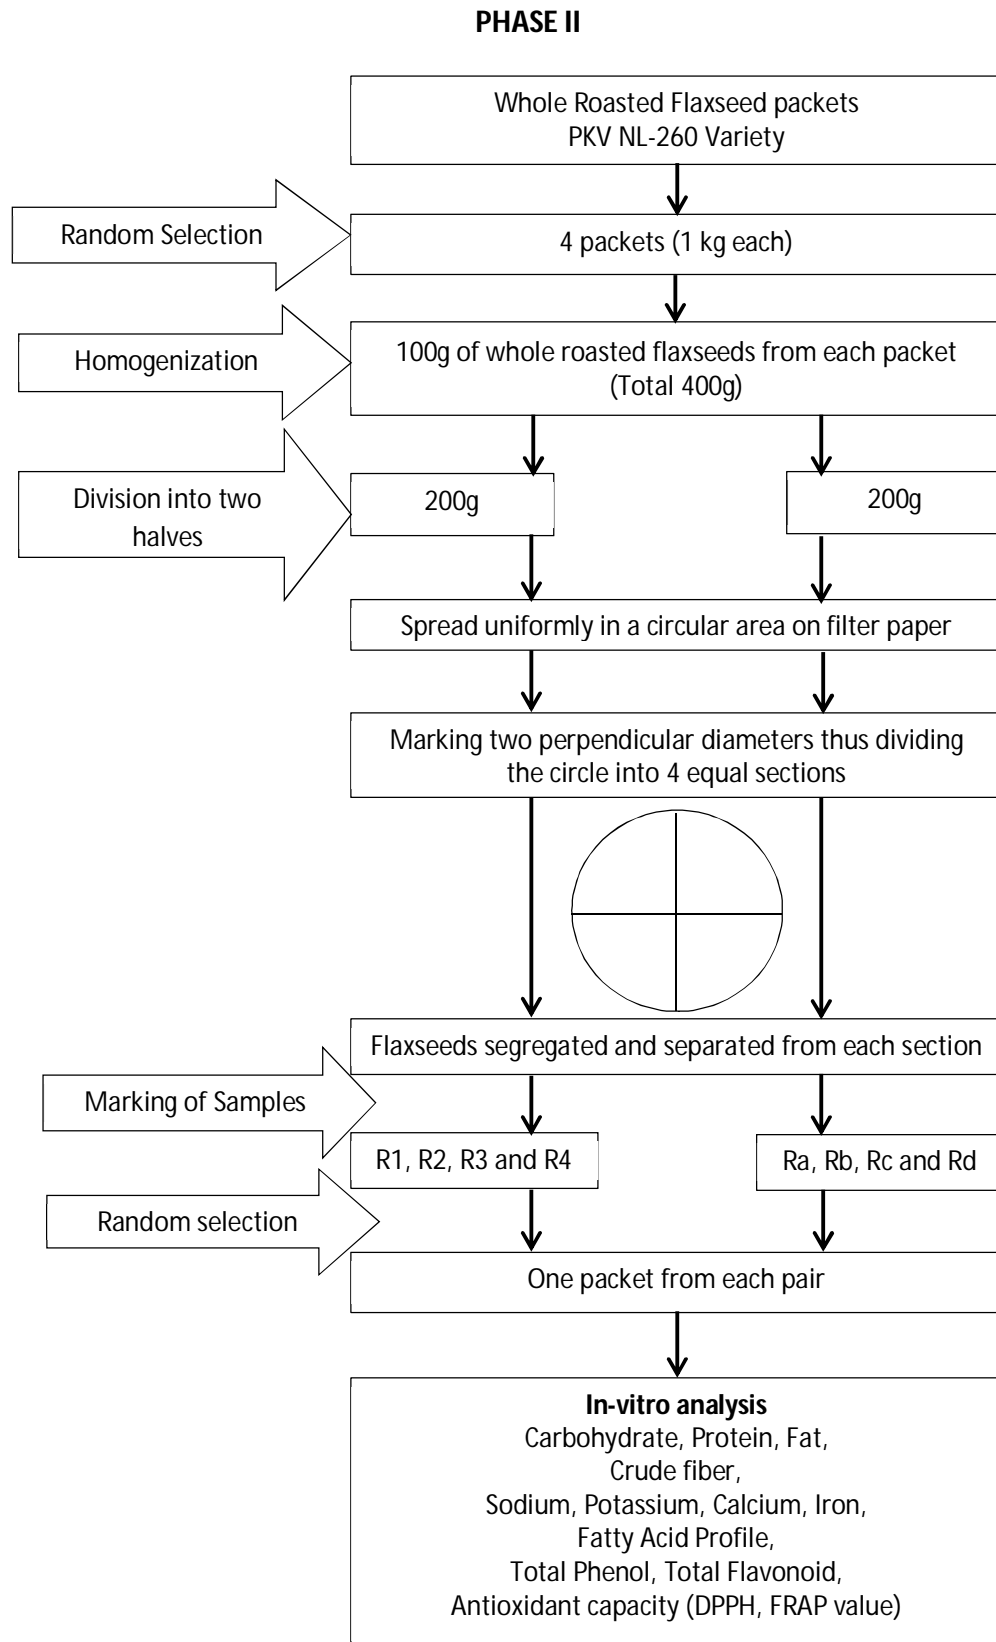 PHASE II
Whole Roasted Flaxseed packets
PKV NL-260 Variety
Random Selection
4 packets (1 kg each)
Homogenization
100g of whole roasted flaxseeds from each packet
(Total 400g)
Division into two
halves
200g
200g
Spread uniformly in a circular area on filter paper
Marking two perpendicular diameters thus dividing
the circle into 4 equal sections
Flaxseeds segregated and separated from each section
Marking of Samples
R1, R2, R3 and R4
Ra, Rb, Rc and Rd
Random selection
One packet from each pair
In-vitro analysis
Carbohydrate, Protein, Fat,
Crude fiber,
Sodium, Potassium, Calcium, Iron,
Fatty Acid Profile,
Total Phenol, Total Flavonoid,
Antioxidant capacity (DPPH, FRAP value)